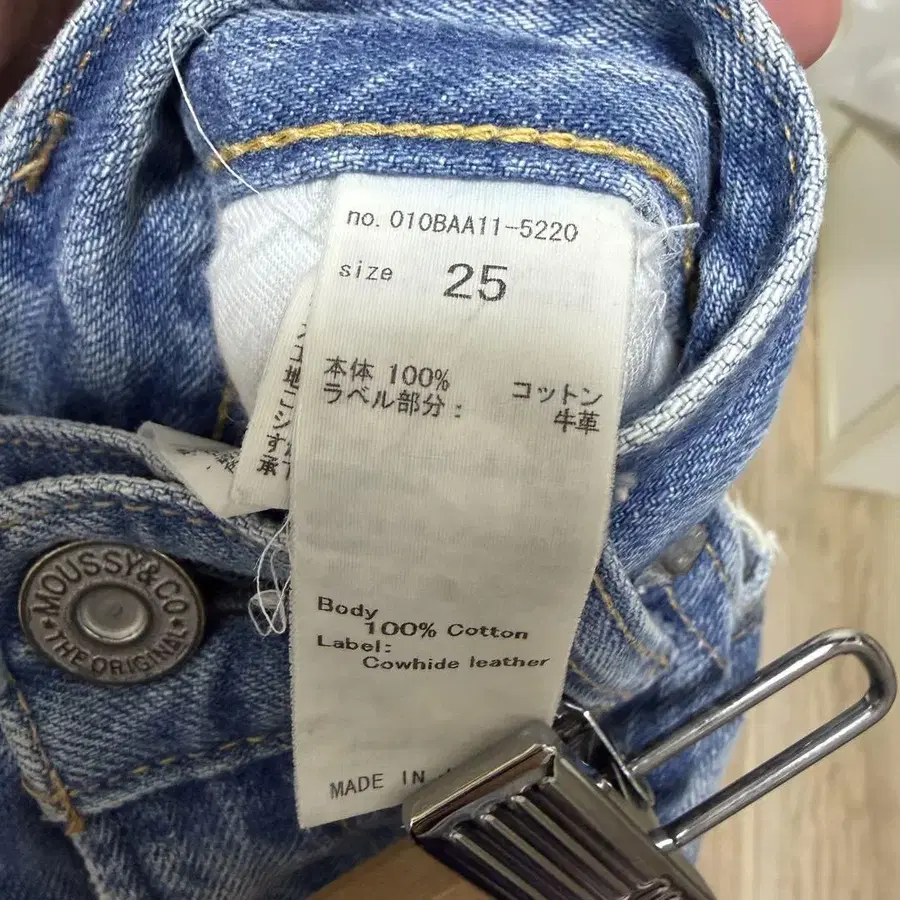 no. 010BAA11-5220
size 25
本体 100% コットン
ラベル部分: 牛革
Body
100% Cotton
Label:
Cowhide leather
MADE IN
MOUSSY&CO
THE ORIGINAL